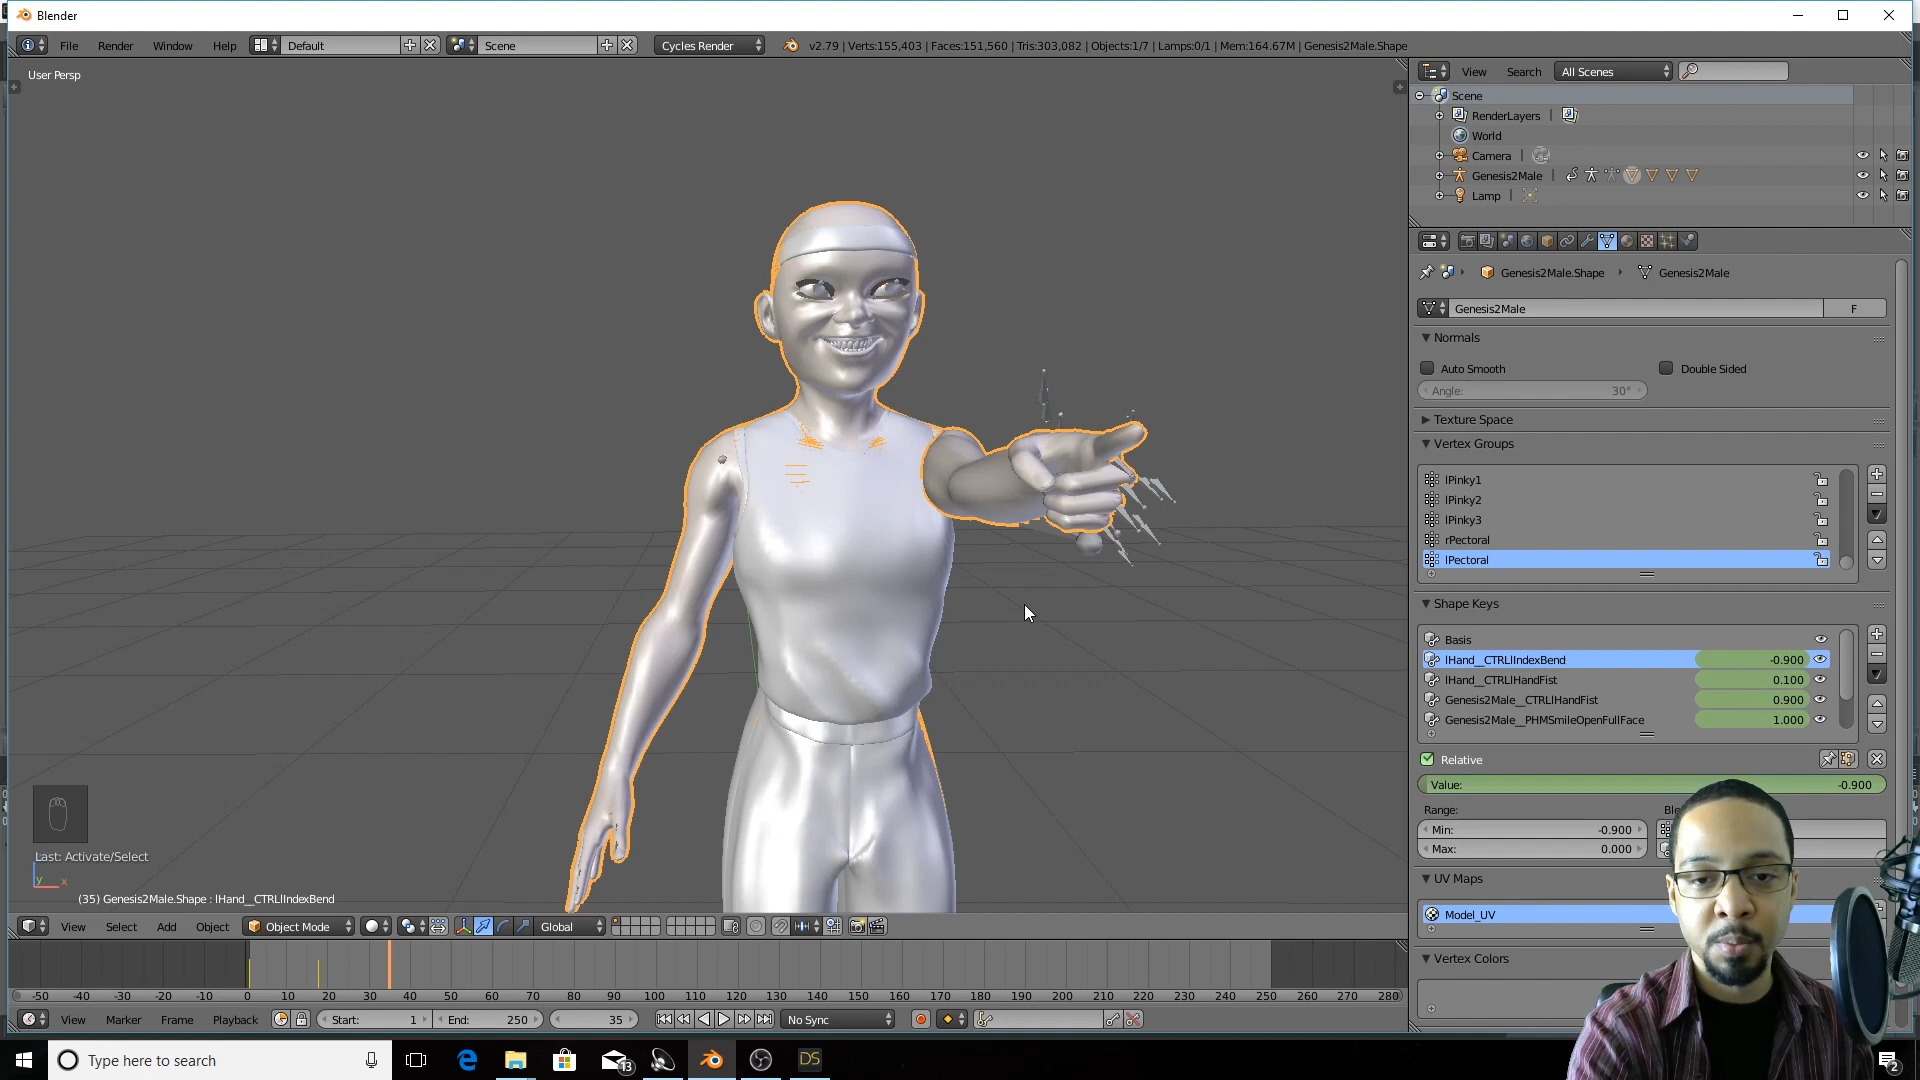 Blender
File Render Window Help Default Scene Cycles Render v2.79 | Verts:155,403 | Faces:151,560 | Tris:303,082 | Objects:1/7 | Lamps:0/1 | Mem:164.67M | Genesis2Male.Shape
User Persp
View Search All Scenes
Scene
RenderLayers
World
Camera
Genesis2Male
Lamp
Genesis2Male.Shape Genesis2Male
Genesis2Male F
Normals
Auto Smooth Double Sided
Angle: 30°
Texture Space
Vertex Groups
lPinky1
lPinky2
lPinky3
rPectoral
lPectoral
Shape Keys
Basis
lHand__CTRLlIndexBend -0.900
lHand__CTRLlHandFist 0.100
Genesis2Male__CTRLlHandFist 0.900
Genesis2Male__PHMSmileOpenFullFace 1.000
Relative
Value: -0.900
Range:
Min: -0.900
Max: 0.000
UV Maps
Model_UV
Vertex Colors
Last: Activate/Select
y x
(35) Genesis2Male.Shape : lHand__CTRLlIndexBend
View Select Add Object Object Mode Global
-50 -40 -30 -20 -10 0 10 20 30 40 50 60 70 80 90 100 110 120 130 140 150 160 170 180 190 200 210 220 230 240 250 260 270 280
View Marker Frame Playback Start: 1 End: 250 35 No Sync
Type here to search 13 DS 2